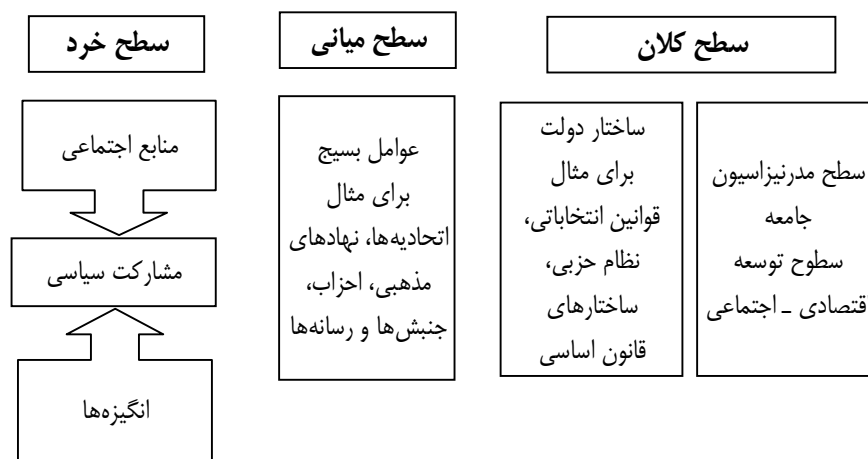 سطح کلان
سطح میانی
سطح خرد
سطح مدرنیزاسیون
جامعه
سطوح توسعه
قتصادی ـ اجتماعی
ساختار دولت
برای مثال
قوانین انتخاباتی،
نظام حزبی،
ساختارهای
قانون اساسی
عوامل بسیج
برای مثال
اتحادیه‌ها، نهادهای
مذهبی، احزاب،
جنبش‌ها و رسانه‌ها
منابع اجتماعی
مشارکت سیاسی
انگیزه‌ها